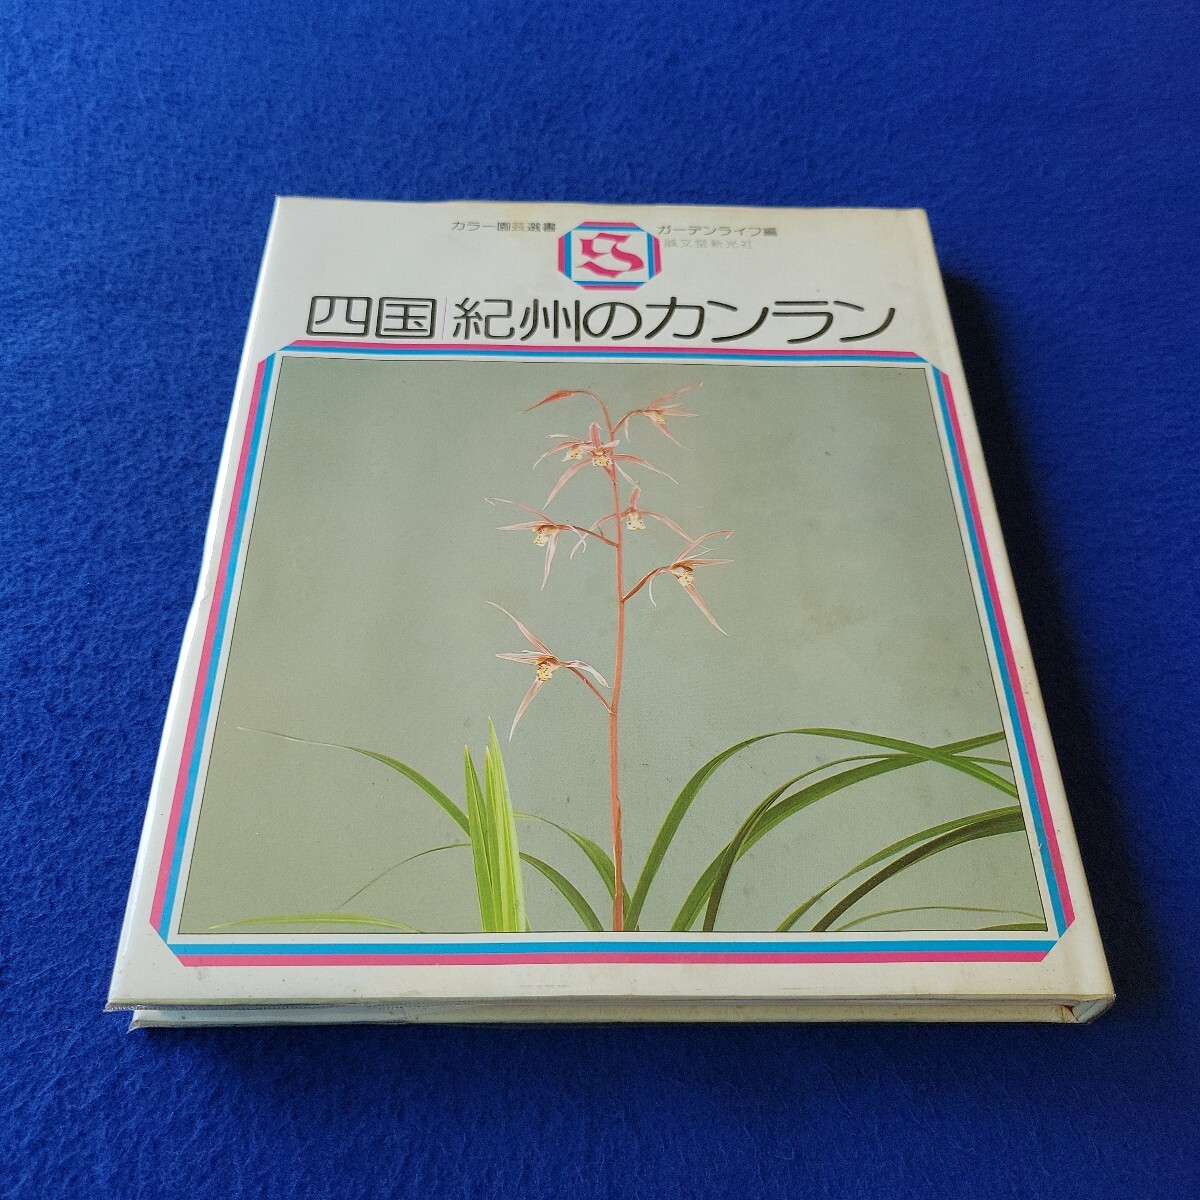 カラー園芸選書
S
ガーデンライフ編
誠文堂新光社
四国 紀州のカンラン